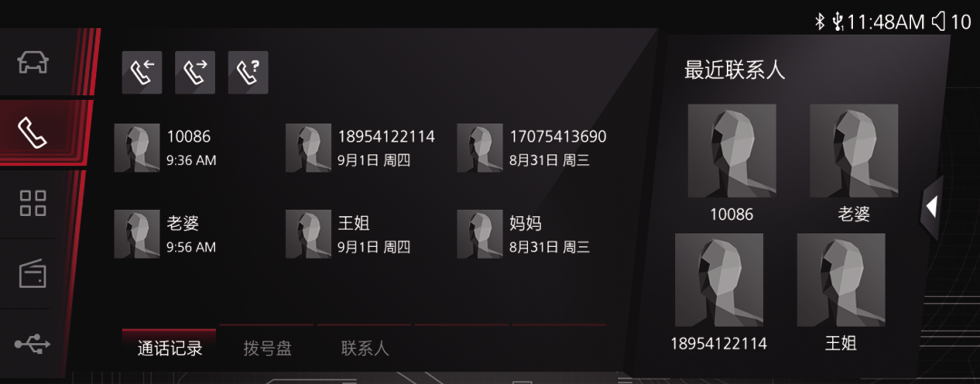 11:48AM 10
最近联系人
10086
9:36 AM
18954122114
9月1日 周四
17075413690
8月31日 周三
老婆
9:56 AM
王姐
9月1日 周四
妈妈
8月31日 周三
10086
老婆
18954122114
王姐
通话记录
拨号盘
联系人